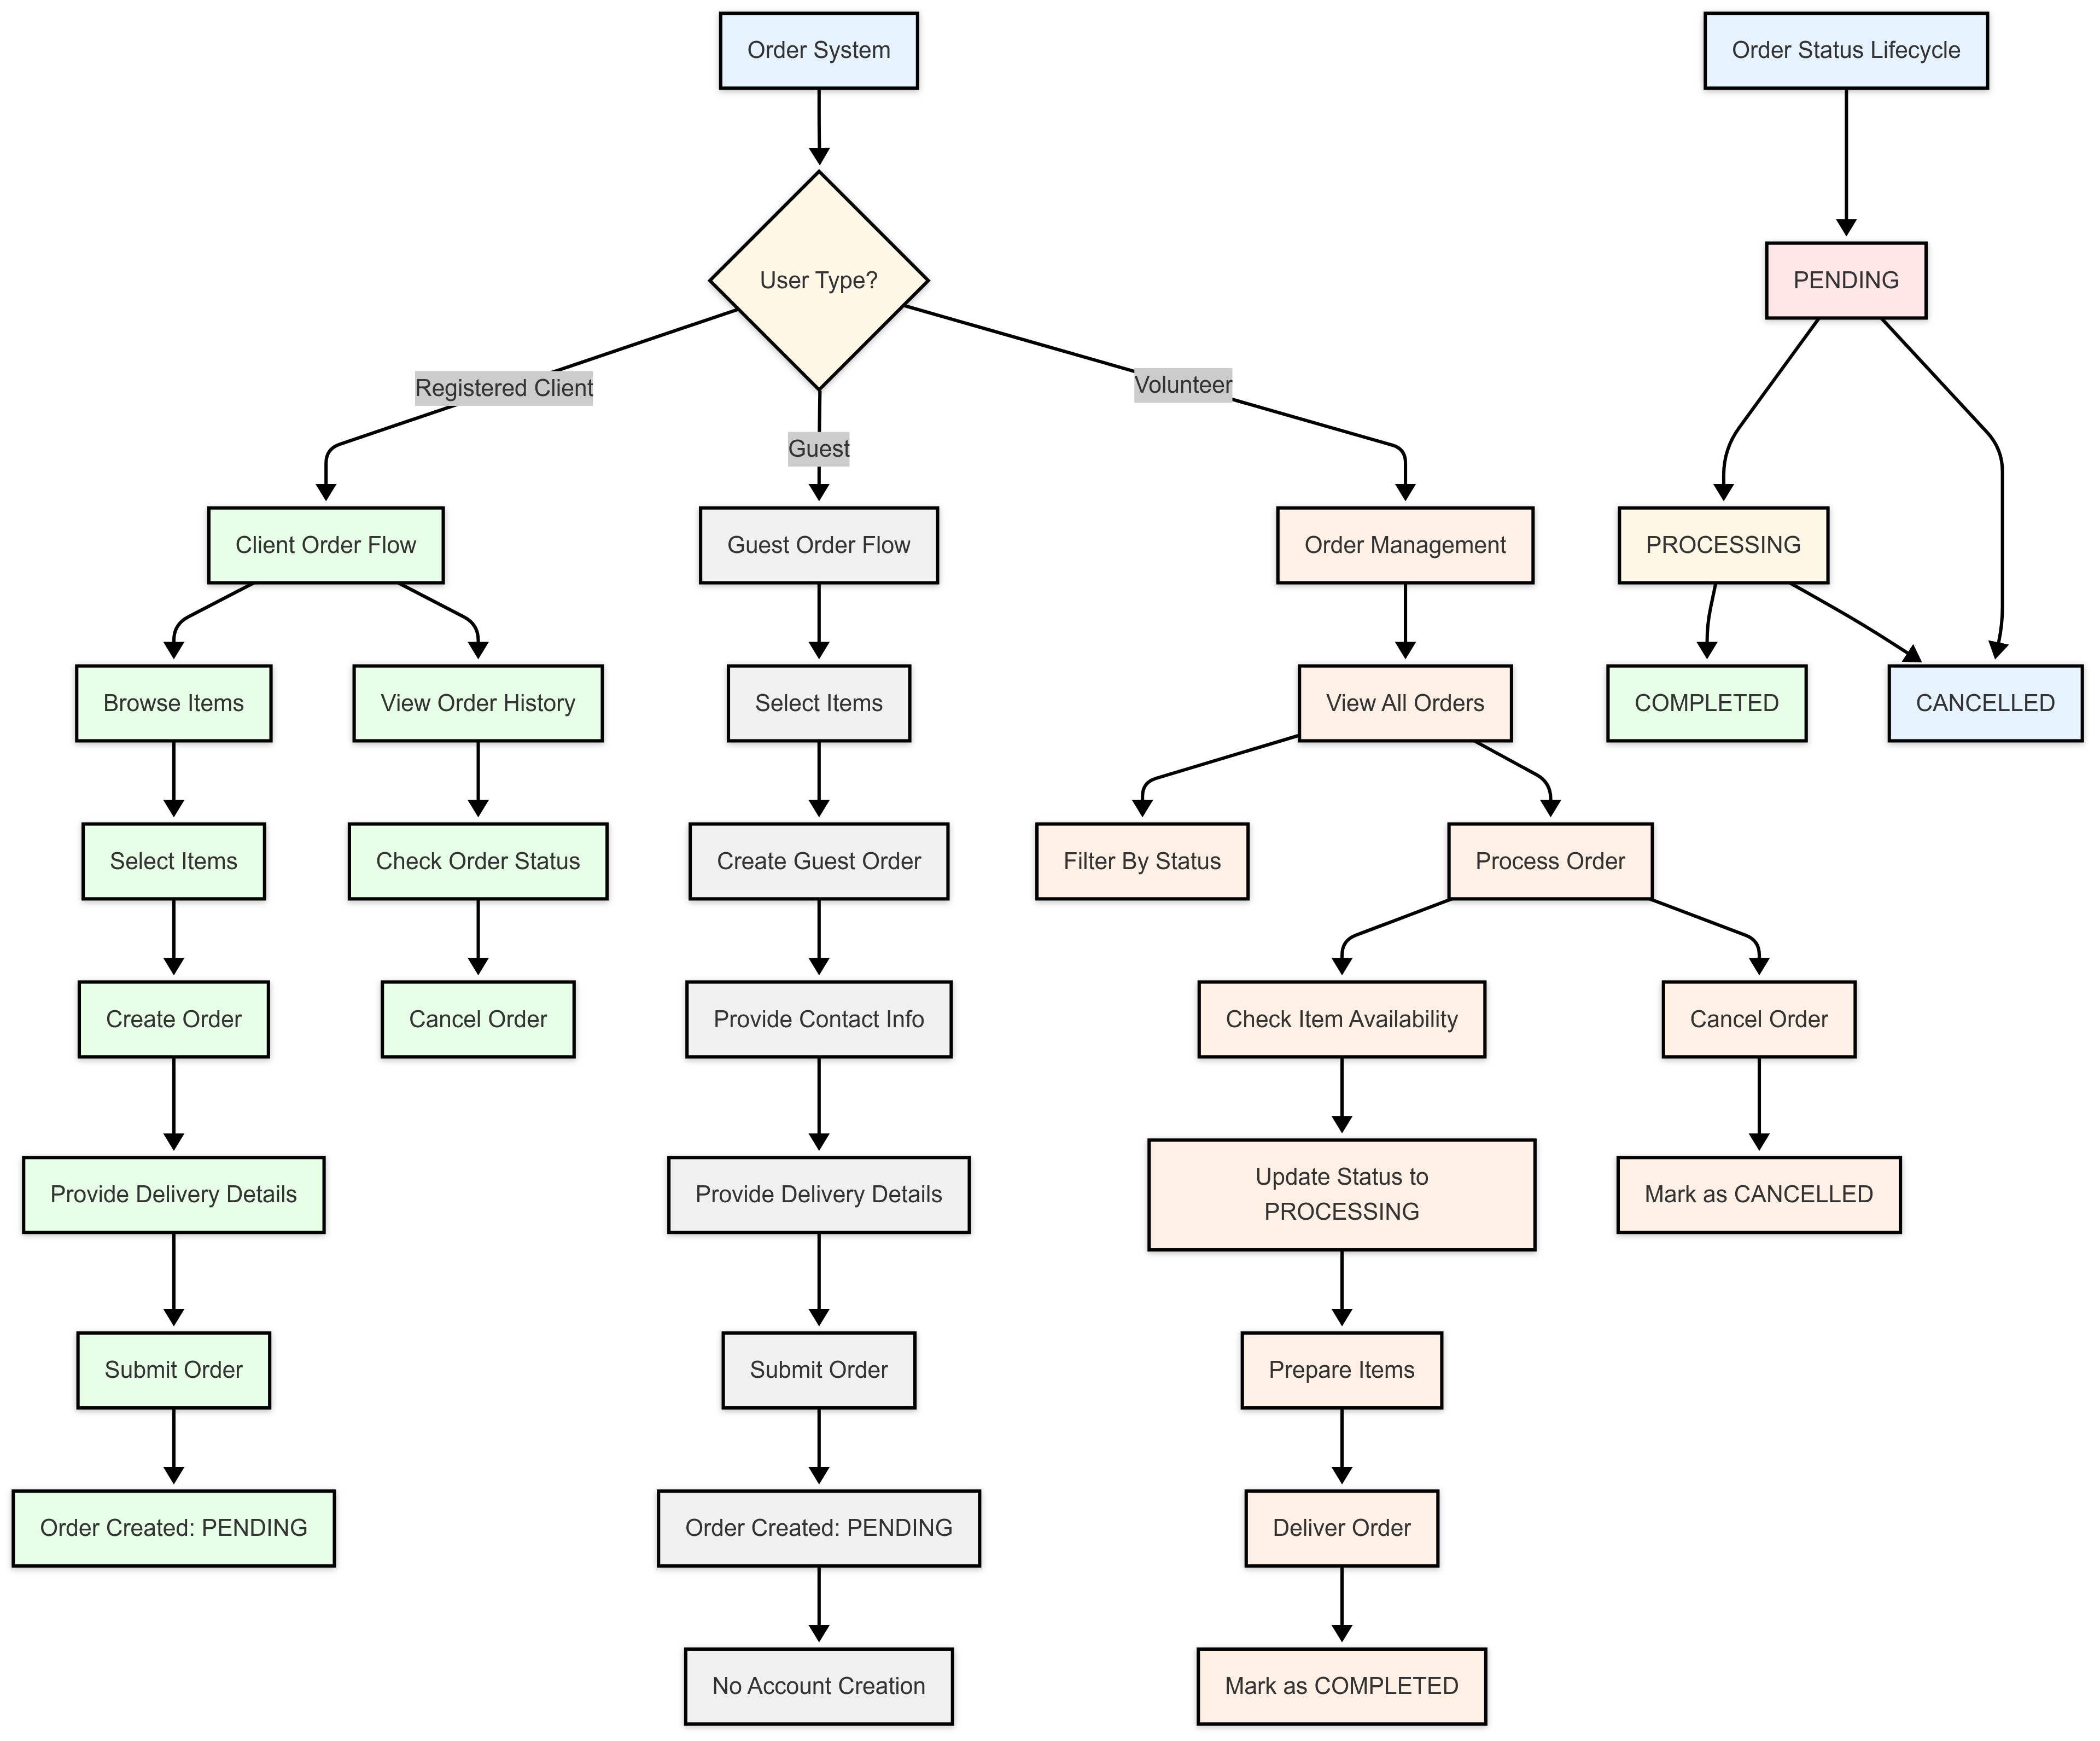 Order System
Order Status Lifecycle
User Type?
PENDING
Registered Client
Volunteer
Guest
Client Order Flow
Guest Order Flow
Order Management
PROCESSING
Browse Items
View Order History
Select Items
View All Orders
COMPLETED
CANCELLED
Select Items
Check Order Status
Create Guest Order
Filter By Status
Process Order
Create Order
Cancel Order
Provide Contact Info
Check Item Availability
Cancel Order
Provide Delivery Details
Provide Delivery Details
Update Status to
PROCESSING
Mark as CANCELLED
Submit Order
Submit Order
Prepare Items
Order Created: PENDING
Order Created: PENDING
Deliver Order
No Account Creation
Mark as COMPLETED